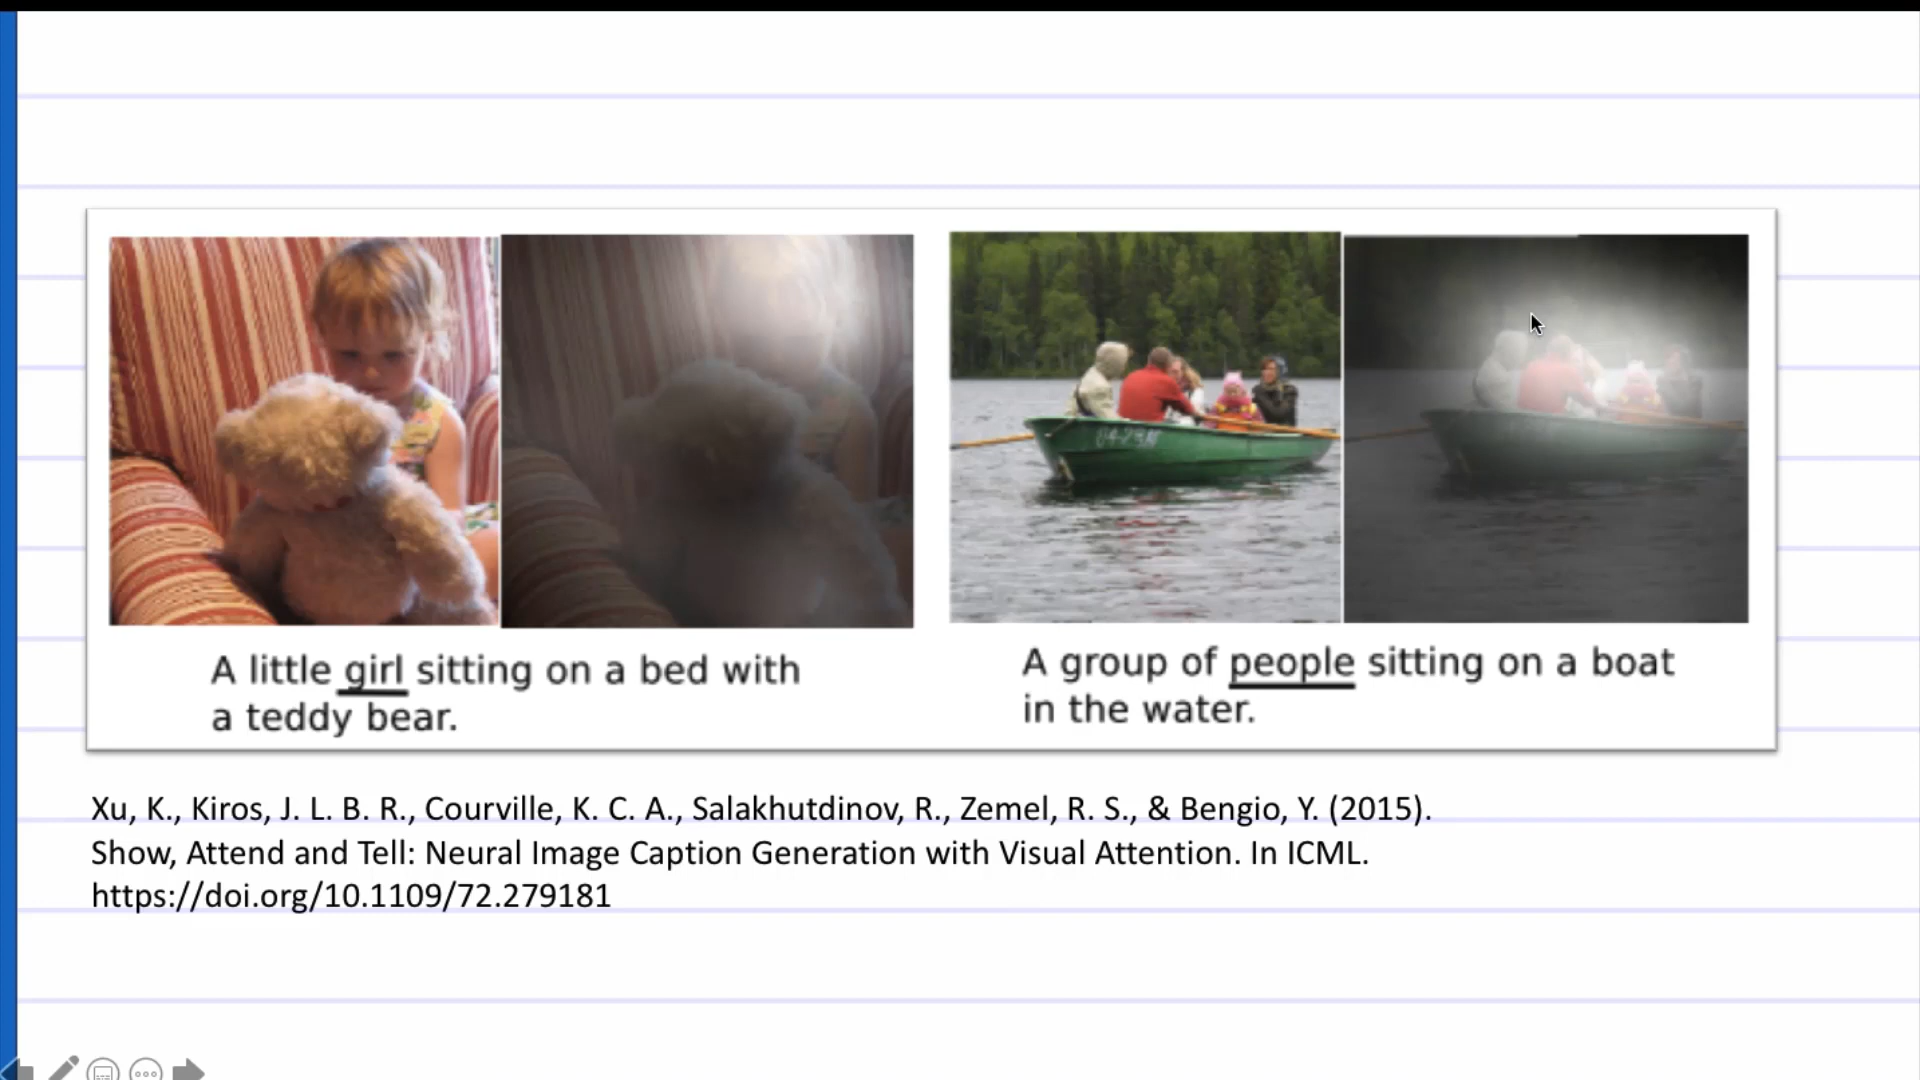 A little girl sitting on a bed with
a teddy bear.
A group of people sitting on a boat
in the water.
Xu, K., Kiros, J. L. B. R., Courville, K. C. A., Salakhutdinov, R., Zemel, R. S., & Bengio, Y. (2015).
Show, Attend and Tell: Neural Image Caption Generation with Visual Attention. In ICML.
https://doi.org/10.1109/72.279181